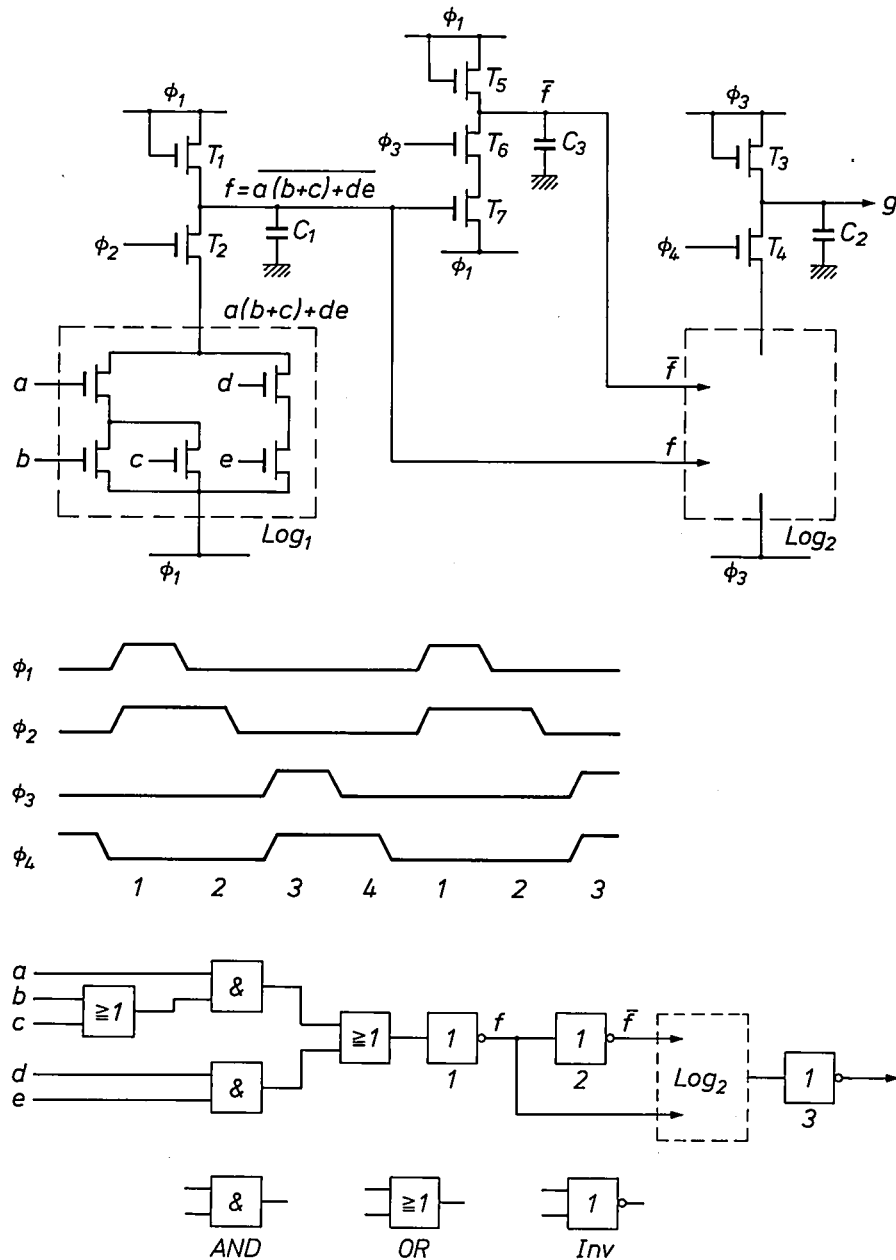 ϕ1
ϕ1
T5
f̅
ϕ3
T6
C3
T7
ϕ1
T1
f = \overline{a(b+c)+de}
ϕ2
T2
C1
a(b+c)+de
a
d
b
c
e
Log1
ϕ1
ϕ3
T3
g
ϕ4
T4
C2
f̅
f
Log2
ϕ3
ϕ1
ϕ2
ϕ3
ϕ4
1 2 3 4 1 2 3
a
b
c
≧1
&
d
e
&
≧1
1
1
f
1
2
f̅
Log2
1
3
&
AND
≧1
OR
1
Inv